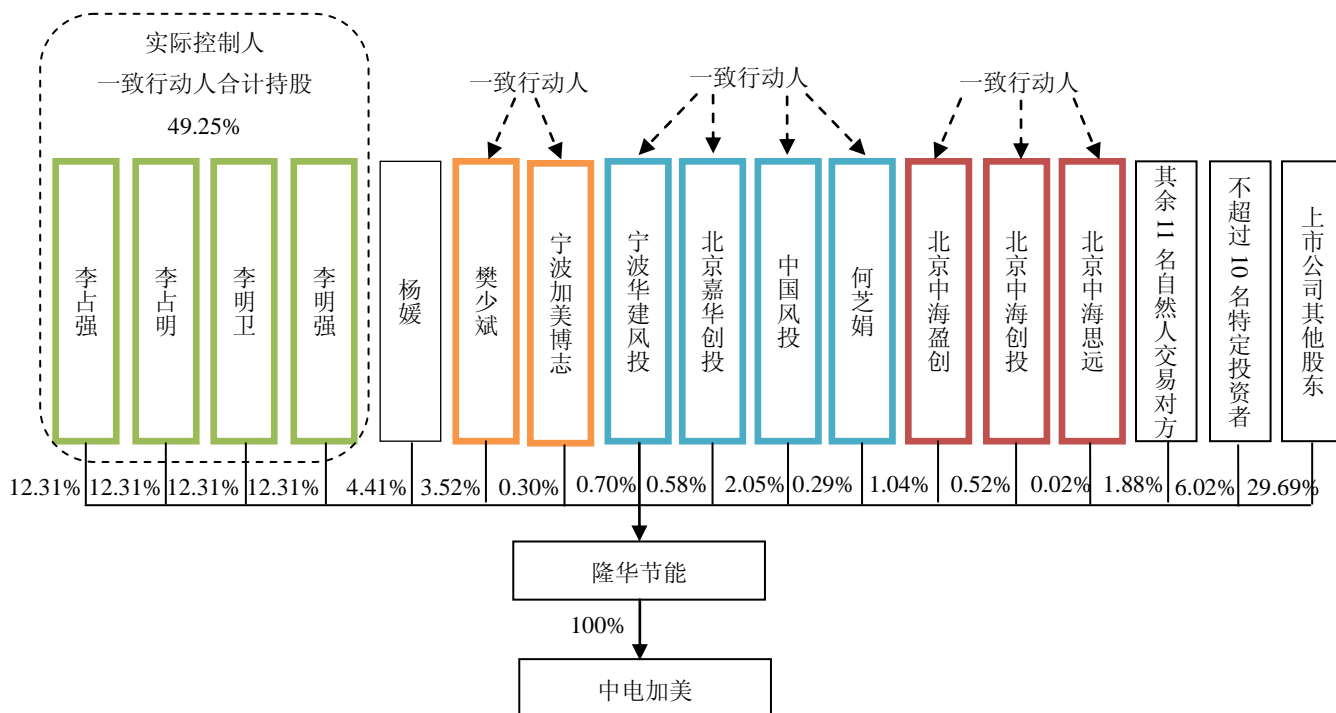 实际控制人
一致行动人合计持股
49.25%
一致行动人
一致行动人
一致行动人
李占强
李占明
李明卫
李明强
杨媛
樊少斌
宁波加美博志
宁波华建风投
北京嘉华创投
中国风投
何芝娟
北京中海盈创
北京中海创投
北京中海思远
其余 11 名自然人交易对方
不超过 10 名特定投资者
上市公司其他股东
12.31%
12.31%
12.31%
12.31%
4.41%
3.52%
0.30%
0.70%
0.58%
2.05%
0.29%
1.04%
0.52%
0.02%
1.88%
6.02%
29.69%
隆华节能
100%
中电加美